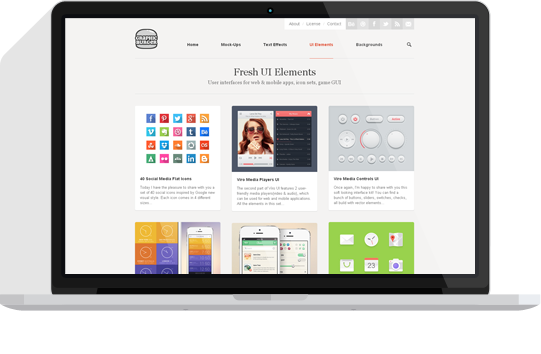 About License Contact
GRAPHIC
BURGER
Home Mock-Ups Text Effects UI Elements Backgrounds
Fresh UI Elements
User interfaces for web & mobile apps, icon sets, game GUI
40 Social Media Flat Icons
Today I have the pleasure to share you a
set of 40 social icons inspired by Google new
visual style. Each icon comes in 4 different
sizes...
Viro Media Players UI
The second part of Viro UI features 2 user
friendly media players(video & audio), which
can be used for web and mobile applications.
All the elements in this set...
Viro Media Controls UI
Once again, I'm happy to share with you this
soft looking interface kit! You can find a
bunch of buttons, sliders, switches, checks,
all build with vector elements...
23